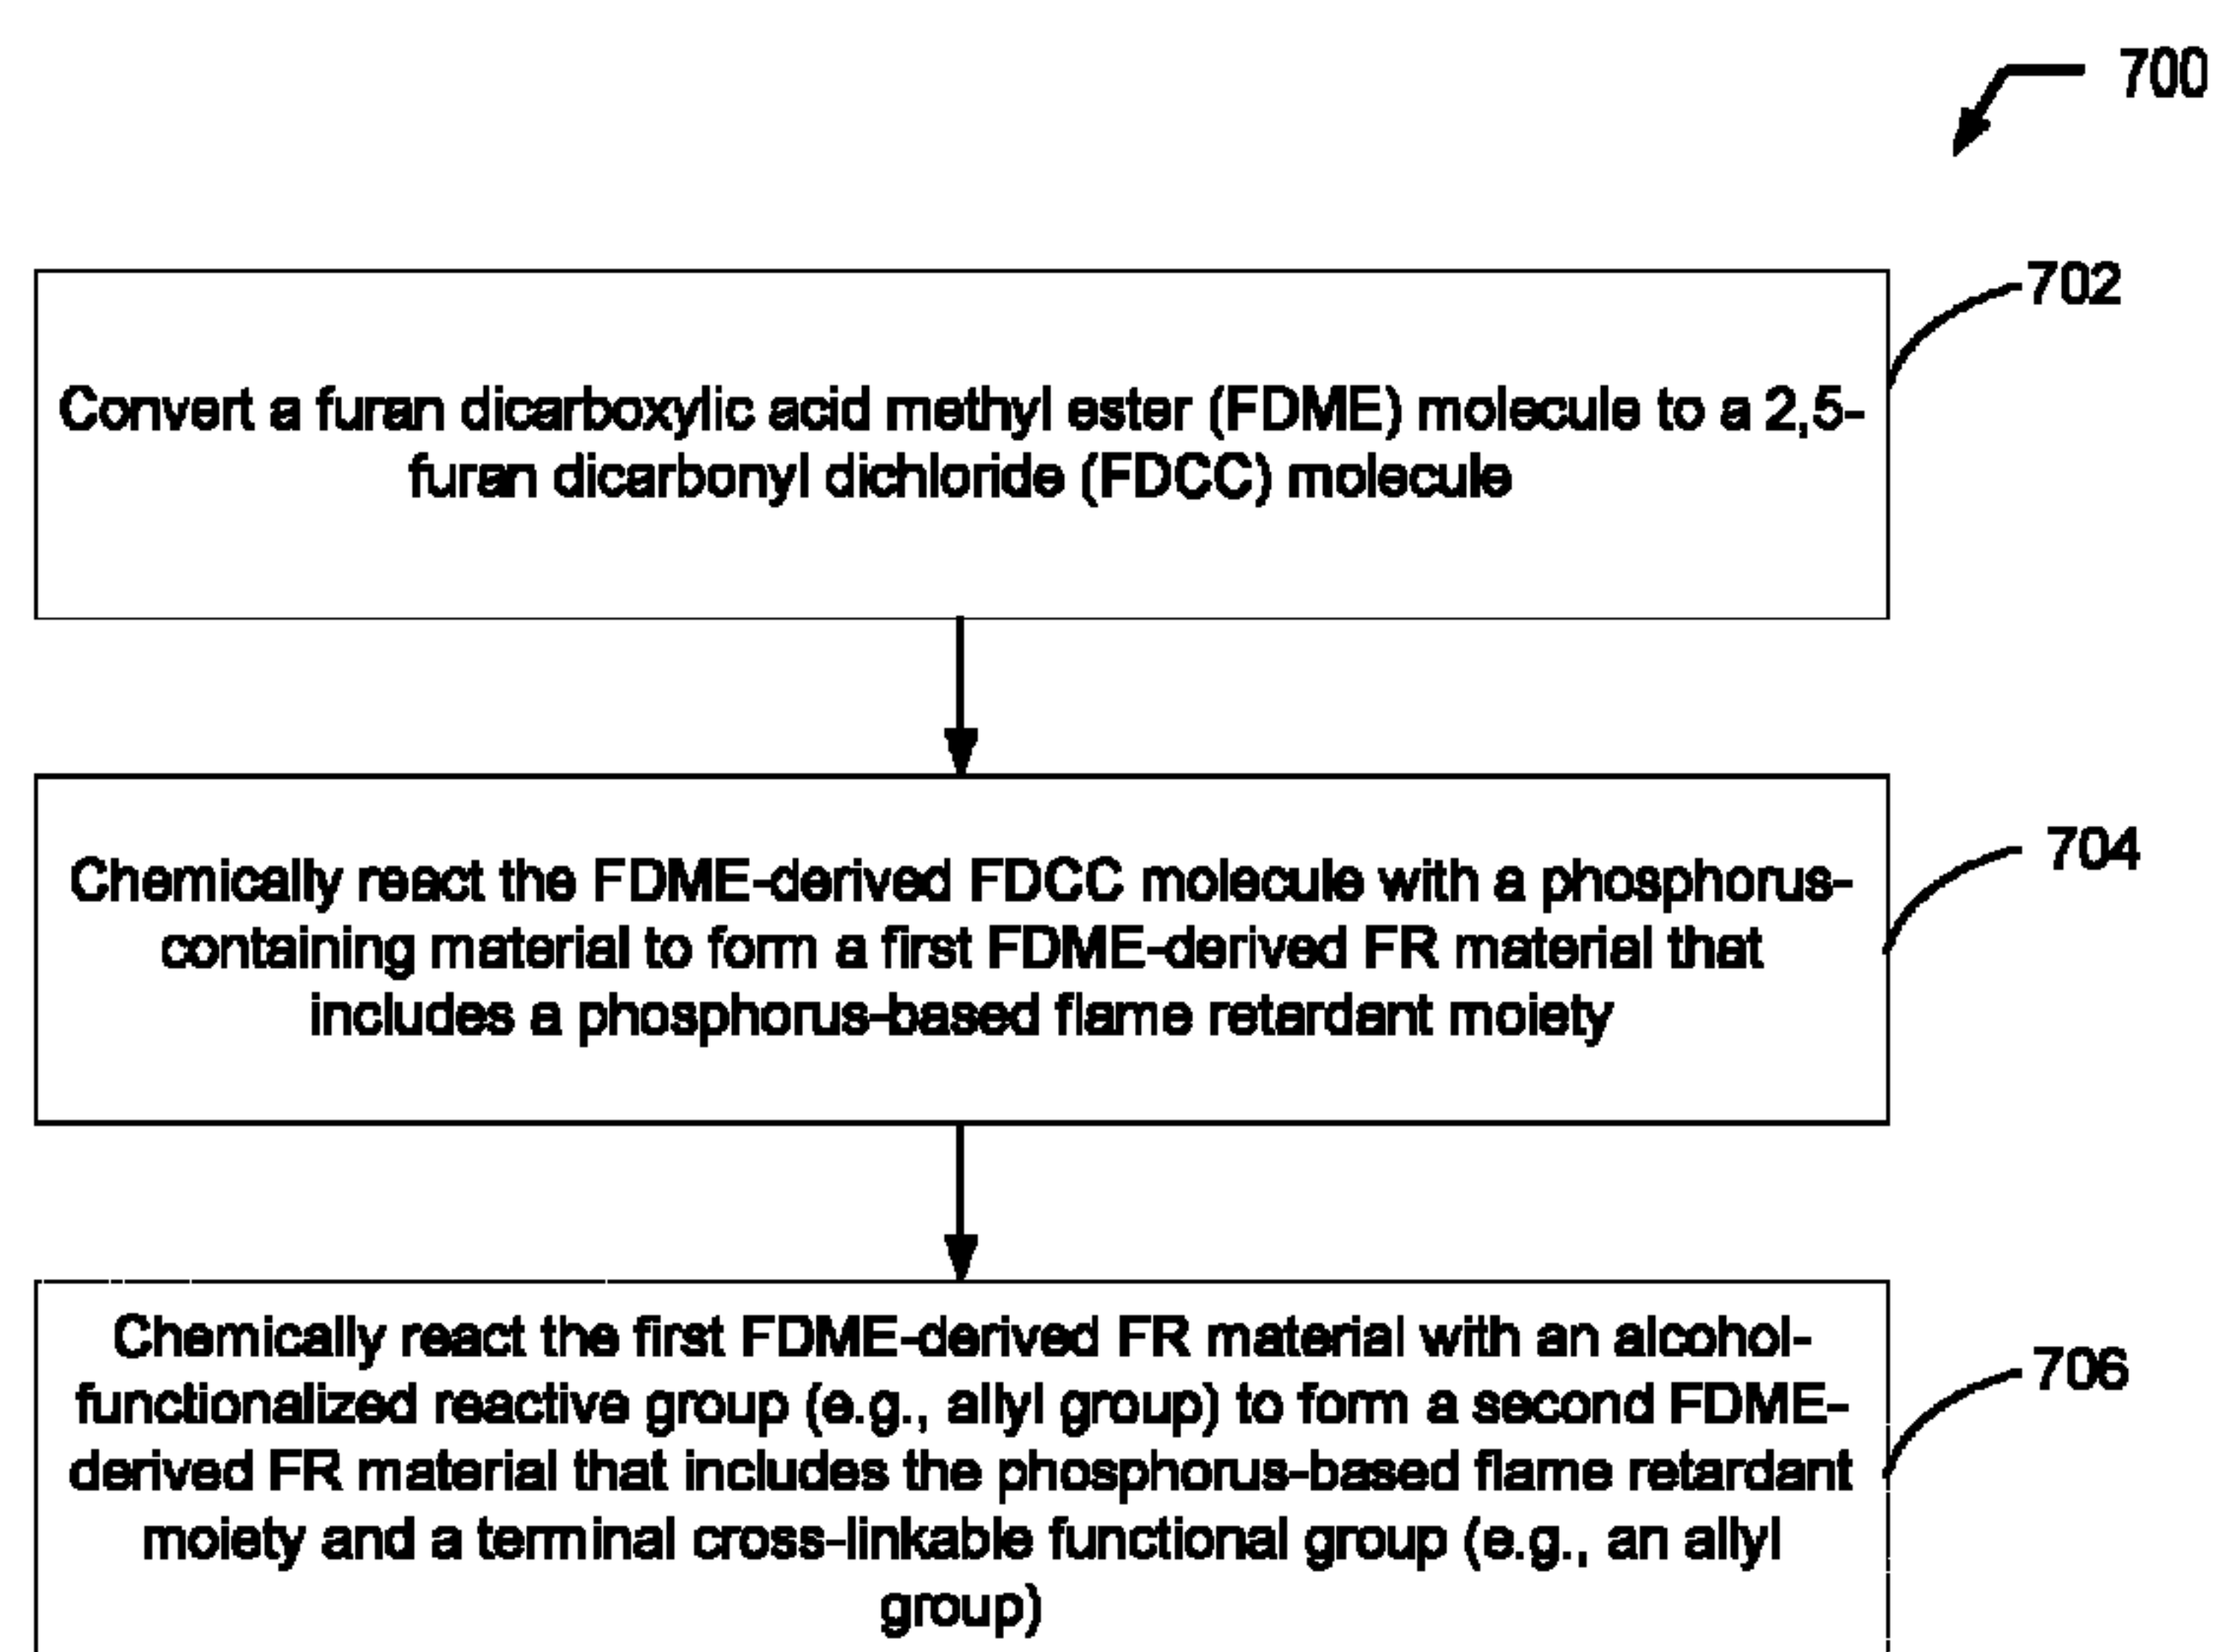 700
702
Convert a furan dicarboxylic acid methyl ester (FDME) molecule to a 2,5-
furan dicarbonyl dichloride (FDCC) molecule
704
Chemically react the FDME-derived FDCC molecule with a phosphorus-
containing material to form a first FDME-derived FR material that
includes a phosphorus-based flame retardant moiety
706
Chemically react the first FDME-derived FR material with an alcohol-
functionalized reactive group (e.g., allyl group) to form a second FDME-
derived FR material that includes the phosphorus-based flame retardant
moiety and a terminal cross-linkable functional group (e.g., an allyl
group)